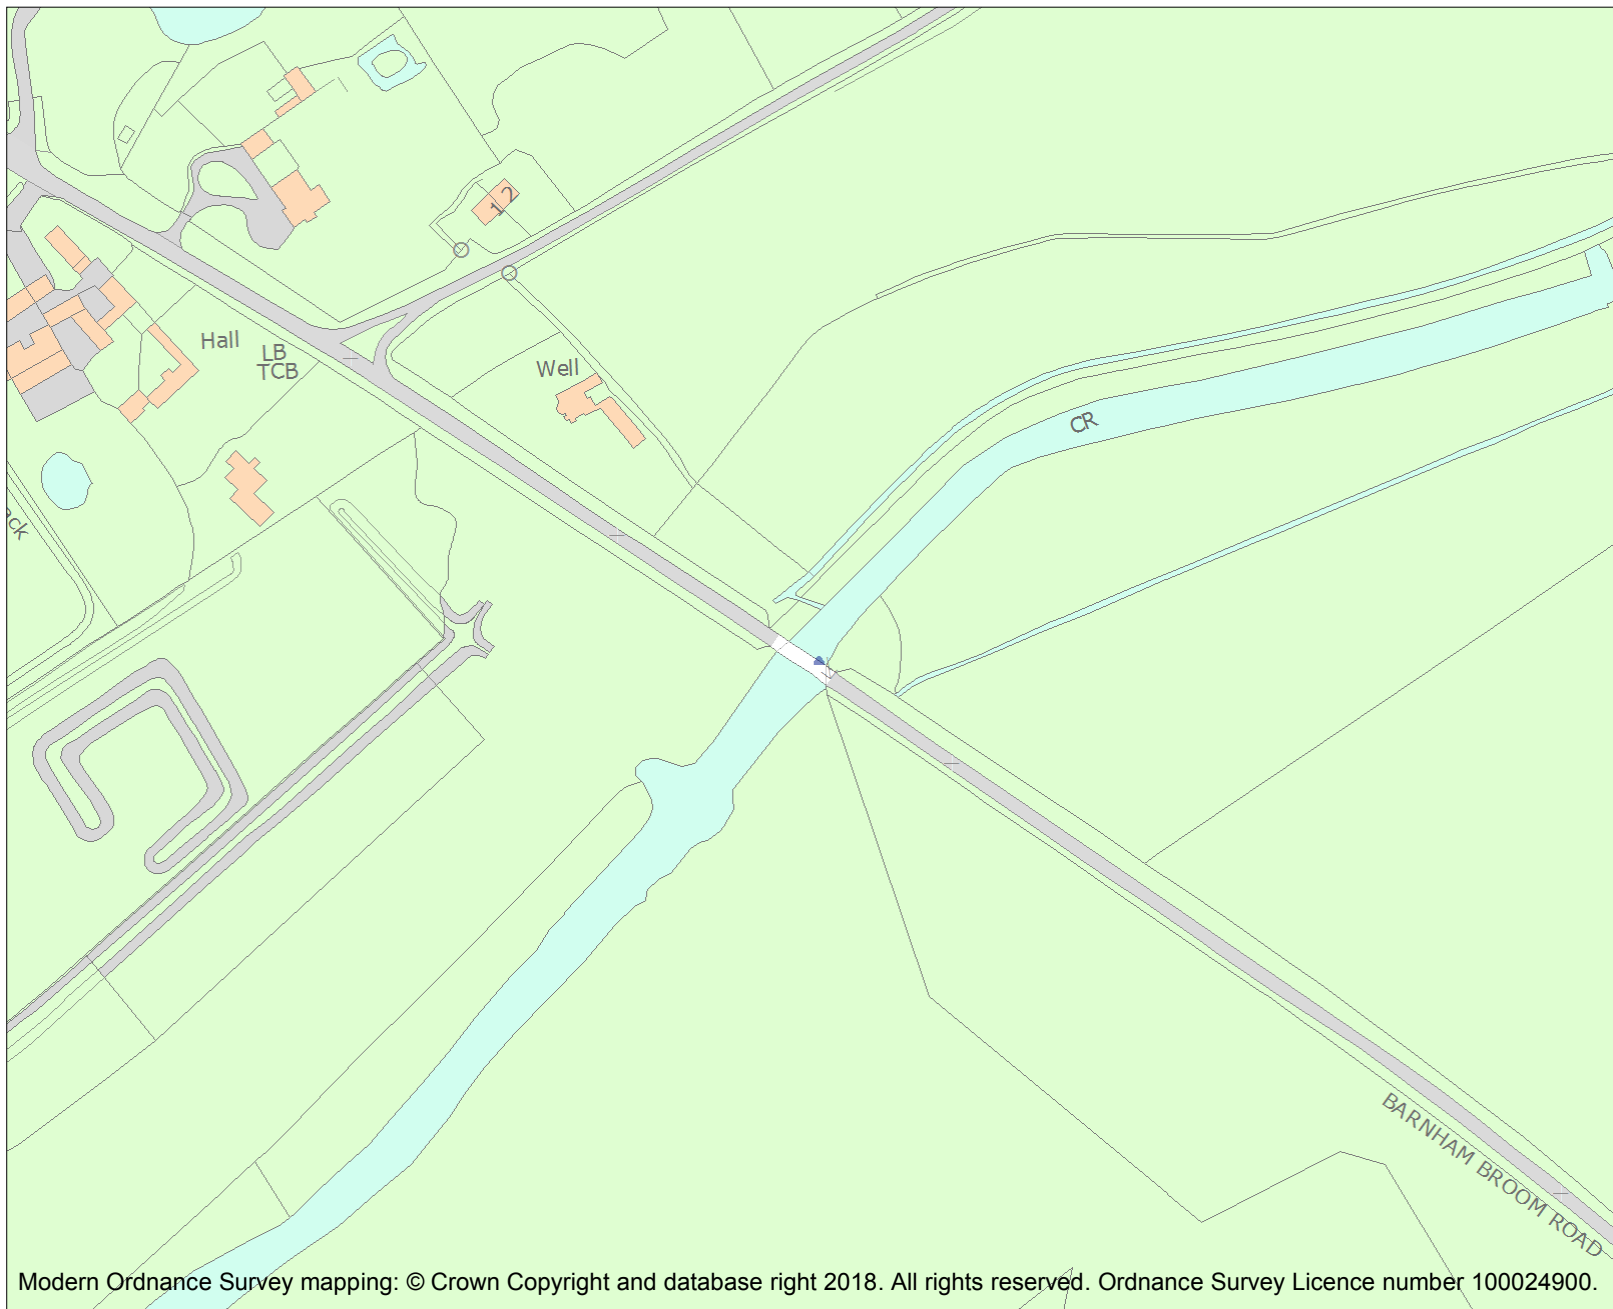 1 2
Hall
LB
TCB
Well
CR
BARNHAM BROOM ROAD
Modern Ordnance Survey mapping: © Crown Copyright and database right 2018. All rights reserved. Ordnance Survey Licence number 100024900.